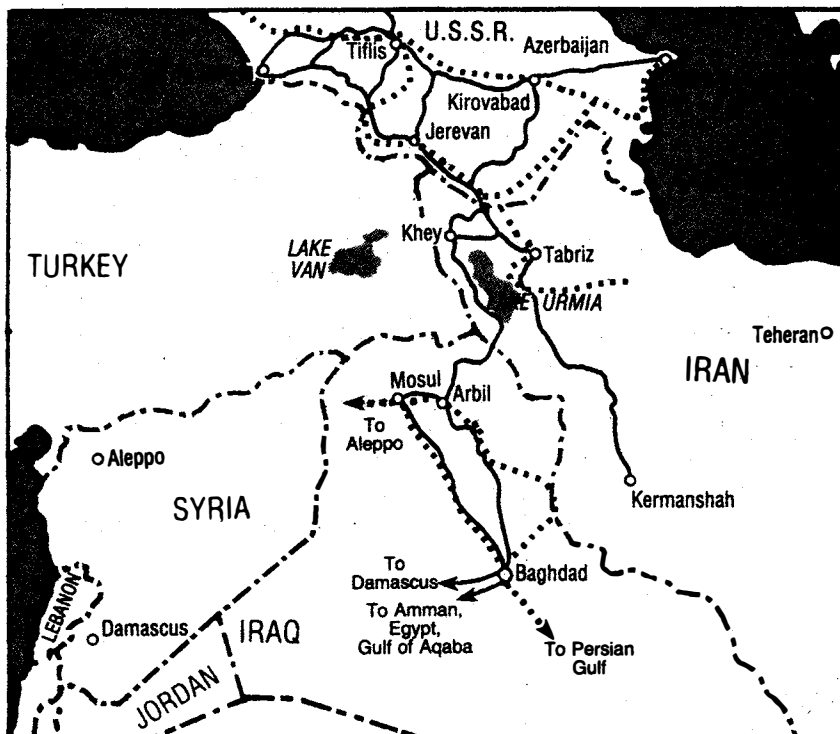 U.S.S.R.
Tiflis
Azerbaijan
Kirovabad
Jerevan
Khey
Tabriz
LAKE
VAN
TURKEY
URMIA
Teheran
IRAN
Mosul
Arbil
To
Aleppo
Aleppo
Kermanshah
SYRIA
To
Damascus
Baghdad
To Amman,
Egypt,
Gulf of Aqaba
To Persian
Gulf
LEBANON
Damascus
IRAQ
JORDAN